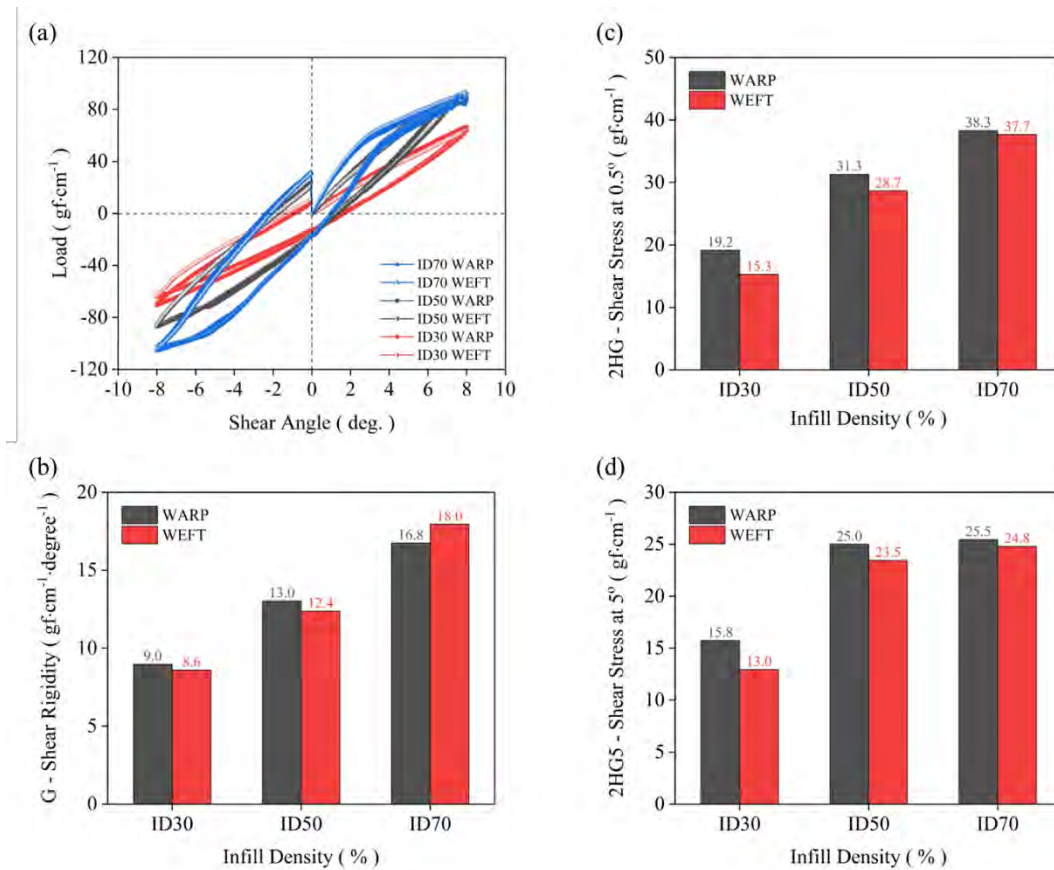 (a)
120
80
40
0
-40
-80
-120
Load ( gf·cm⁻¹ )
ID70 WARP
ID70 WEFT
ID50 WARP
ID50 WEFT
ID30 WARP
ID30 WEFT
-10 -8 -6 -4 -2 0 2 4 6 8 10
Shear Angle ( deg. )
(c)
50
40
30
20
10
0
2HG - Shear Stress at 0.5º ( gf·cm⁻¹ )
WARP
WEFT
19.2 15.3 31.3 28.7 38.3 37.7
ID30 ID50 ID70
Infill Density ( % )
(b)
20
15
10
5
0
G - Shear Rigidity ( gf·cm⁻¹·degree⁻¹ )
WARP
WEFT
9.0 8.6 13.0 12.4 16.8 18.0
ID30 ID50 ID70
Infill Density ( % )
(d)
30
25
20
15
10
5
0
2HG5 - Shear Stress at 5º ( gf·cm⁻¹ )
WARP
WEFT
15.8 13.0 25.0 23.5 25.5 24.8
ID30 ID50 ID70
Infill Density ( % )